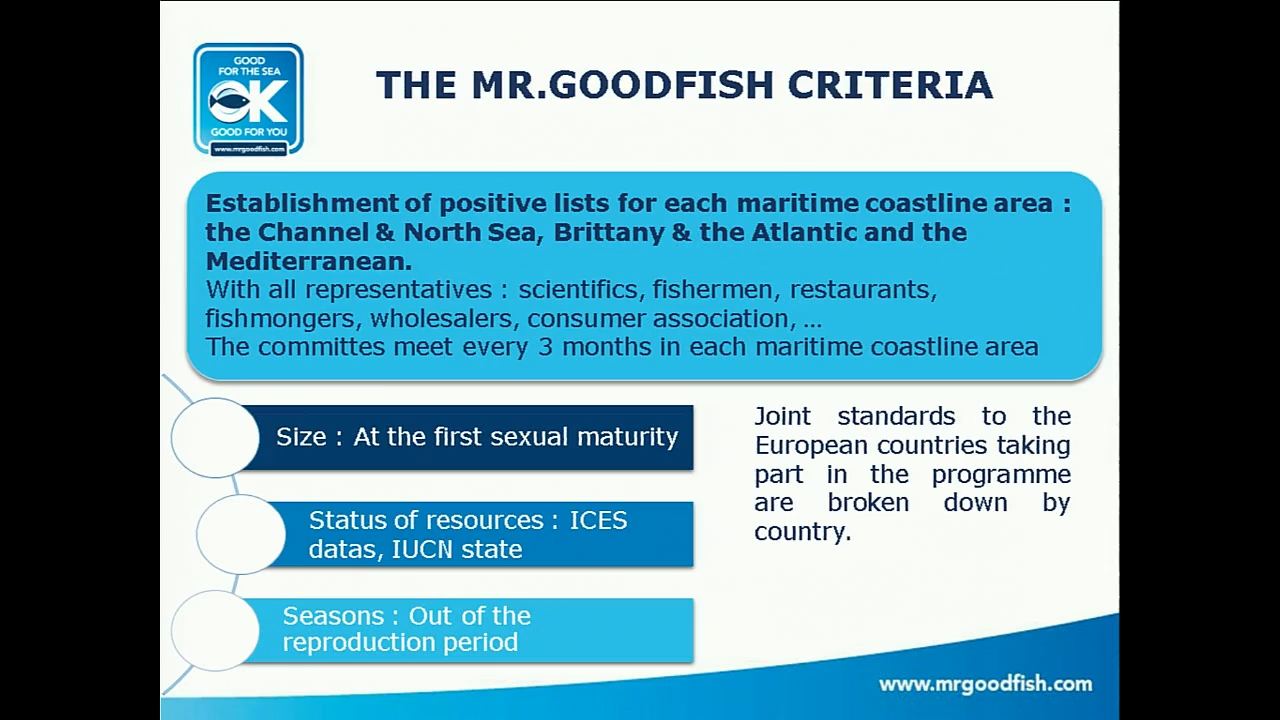 GOOD
FOR THE SEA
OK
GOOD FOR YOU
www.mrgoodfish.com
THE MR.GOODFISH CRITERIA
Establishment of positive lists for each maritime coastline area :
the Channel & North Sea, Brittany & the Atlantic and the
Mediterranean.
With all representatives : scientifics, fishermen, restaurants,
fishmongers, wholesalers, consumer association, ...
The committes meet every 3 months in each maritime coastline area
Size : At the first sexual maturity
Status of resources : ICES
datas, IUCN state
Seasons : Out of the
reproduction period
Joint standards to the
European countries taking
part in the programme
are broken down by
country.
www.mrgoodfish.com